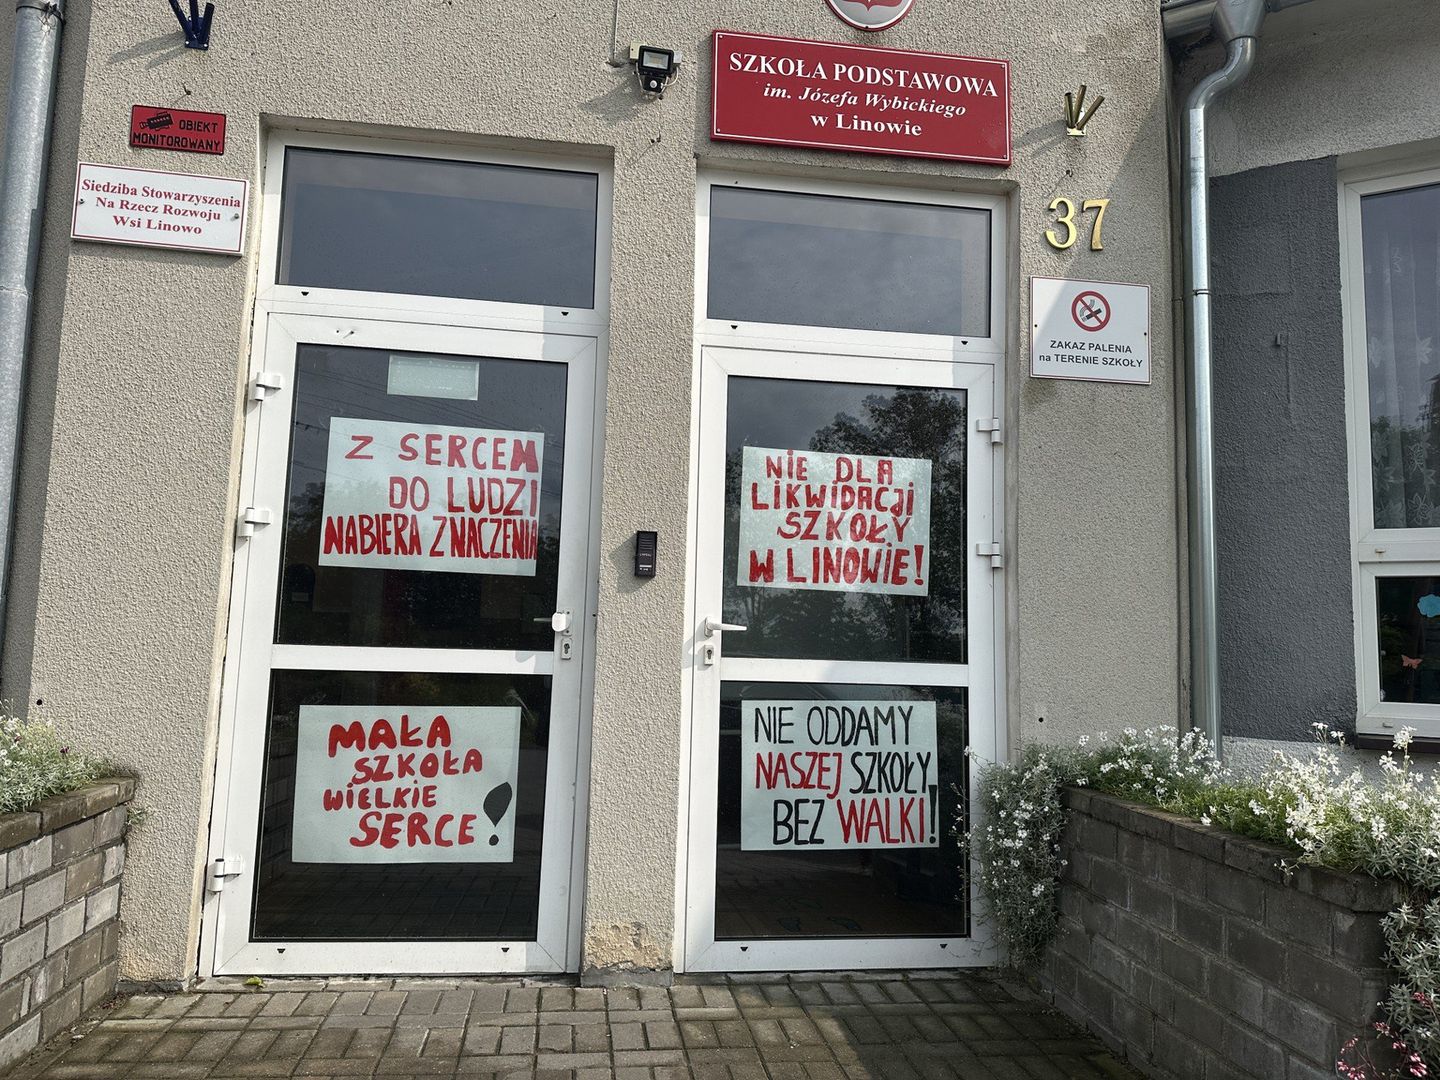 SZKOŁA PODSTAWOWA
im. Józefa Wybickiego
w Linowie
OBIEKT
MONITOROWANY
Siedziba Stowarzyszenia
Na Rzecz Rozwoju
Wsi Linowo
37
ZAKAZ PALENIA
na TERENIE SZKOŁY
Z SERCEM
DO LUDZI
NABIERA ZNACZENIA
NIE DLA
LIKWIDACJI
SZKOŁY
W LINOWIE!
MAŁA
SZKOŁA
WIELKIE
SERCE!
NIE ODDAMY
NASZEJ SZKOŁY
BEZ WALKI!